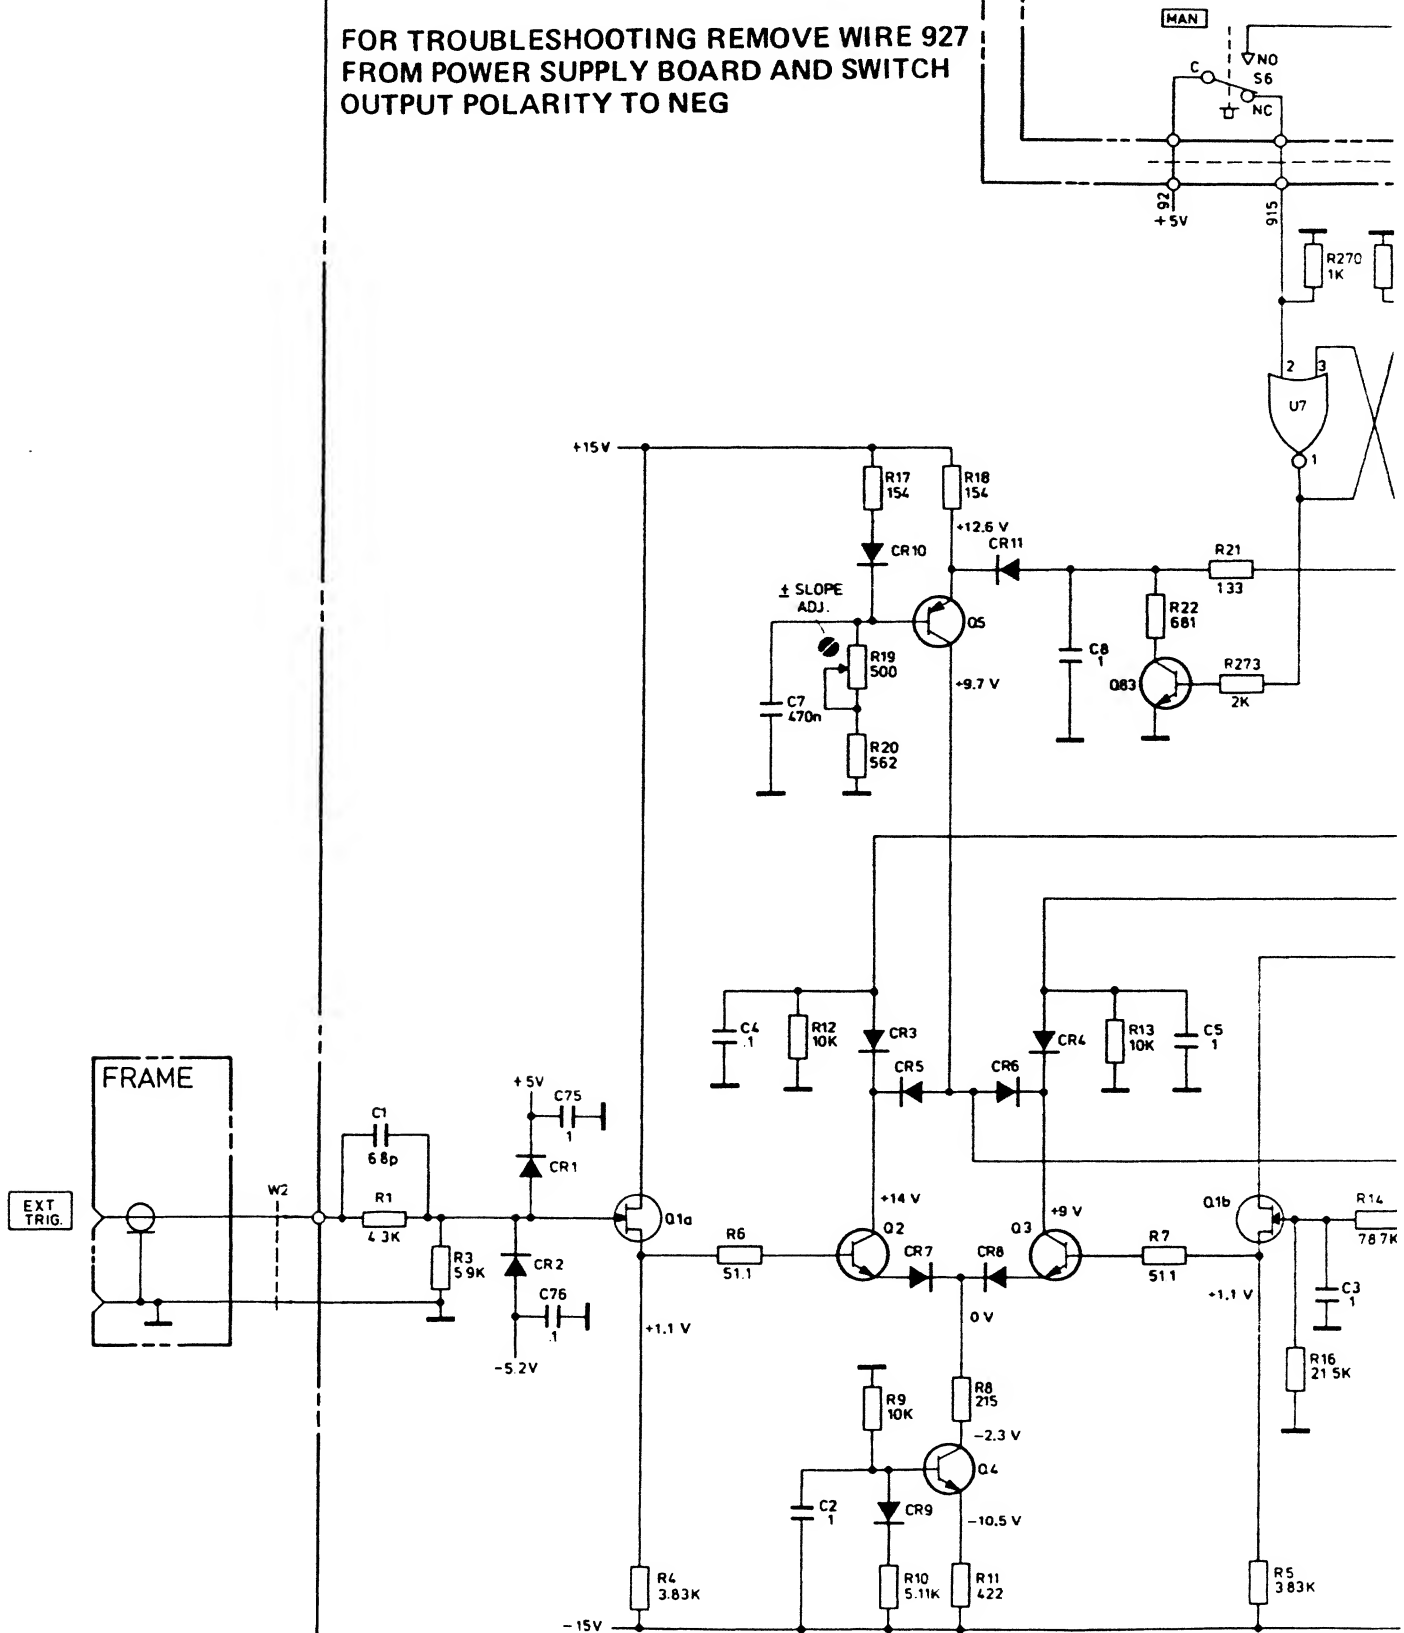 FOR TROUBLESHOOTING REMOVE WIRE 927
FROM POWER SUPPLY BOARD AND SWITCH
OUTPUT POLARITY TO NEG
MAN
C
NO
S6
NC
92
+5V
915
R270
1K
2
3
U7
1
+15V
R17
154
R18
154
+12.6 V
CR10
CR11
R21
133
± SLOPE
ADJ.
Q5
R22
681
R19
500
C8
1
Q83
R273
2K
+9.7 V
C7
470n
R20
562
C4
.1
R12
10K
CR3
CR4
R13
10K
C5
1
CR5
CR6
FRAME
+5V
C75
1
C1
68p
CR1
EXT
TRIG.
W2
R1
4.3K
Q1a
+14 V
Q2
+9 V
Q3
Q1b
R14
78.7K
R6
51.1
CR7
CR8
R7
51.1
R3
5.9K
CR2
C76
.1
-5.2V
+1.1 V
0 V
+1.1 V
C3
1
R16
21.5K
R9
10K
R8
215
-2.3 V
Q4
C2
1
CR9
-10.5 V
R4
3.83K
R10
5.11K
R11
422
R5
3.83K
-15V